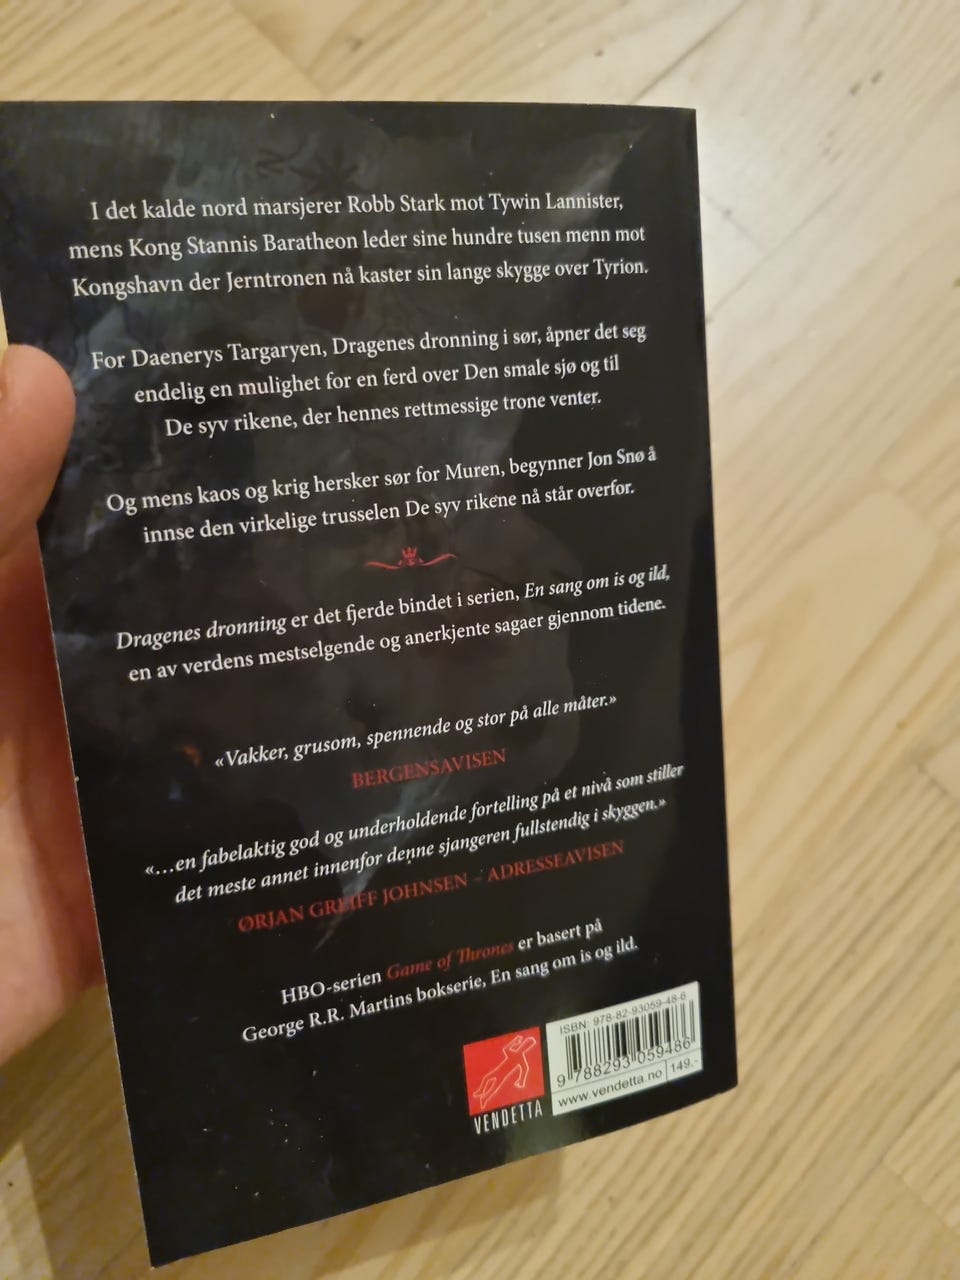 I det kalde nord marsjerer Robb Stark mot Tywin Lannister,
mens Kong Stannis Baratheon leder sine hundre tusen menn mot
Kongshavn der Jerntronen nå kaster sin lange skygge over Tyrion.
For Daenerys Targaryen, Dragenes dronning i sør, åpner det seg
endelig en mulighet for en ferd over Den smale sjø og til
De syv rikene, der hennes rettmessige trone venter.
Og mens kaos og krig hersker sør for Muren, begynner Jon Snø å
innse den virkelige trusselen De syv rikene nå står overfor.
Dragenes dronning er det fjerde bindet i serien, En sang om is og ild,
en av verdens mestselgende og anerkjente sagaer gjennom tidene.
«Vakker, grusom, spennende og stor på alle måter.»
BERGENSAVISEN
«…en fabelaktig god og underholdende fortelling på et nivå som stiller
det meste annet innenfor denne sjangeren fullstendig i skyggen.»
ØRJAN GREIFF JOHNSEN – ADRESSEAVISEN
HBO-serien Game of Thrones er basert på
George R.R. Martins bokserie, En sang om is og ild.
VENDETTA
ISBN: 978-82-93059-48-6
9 788293 059486
www.vendetta.no 149,-